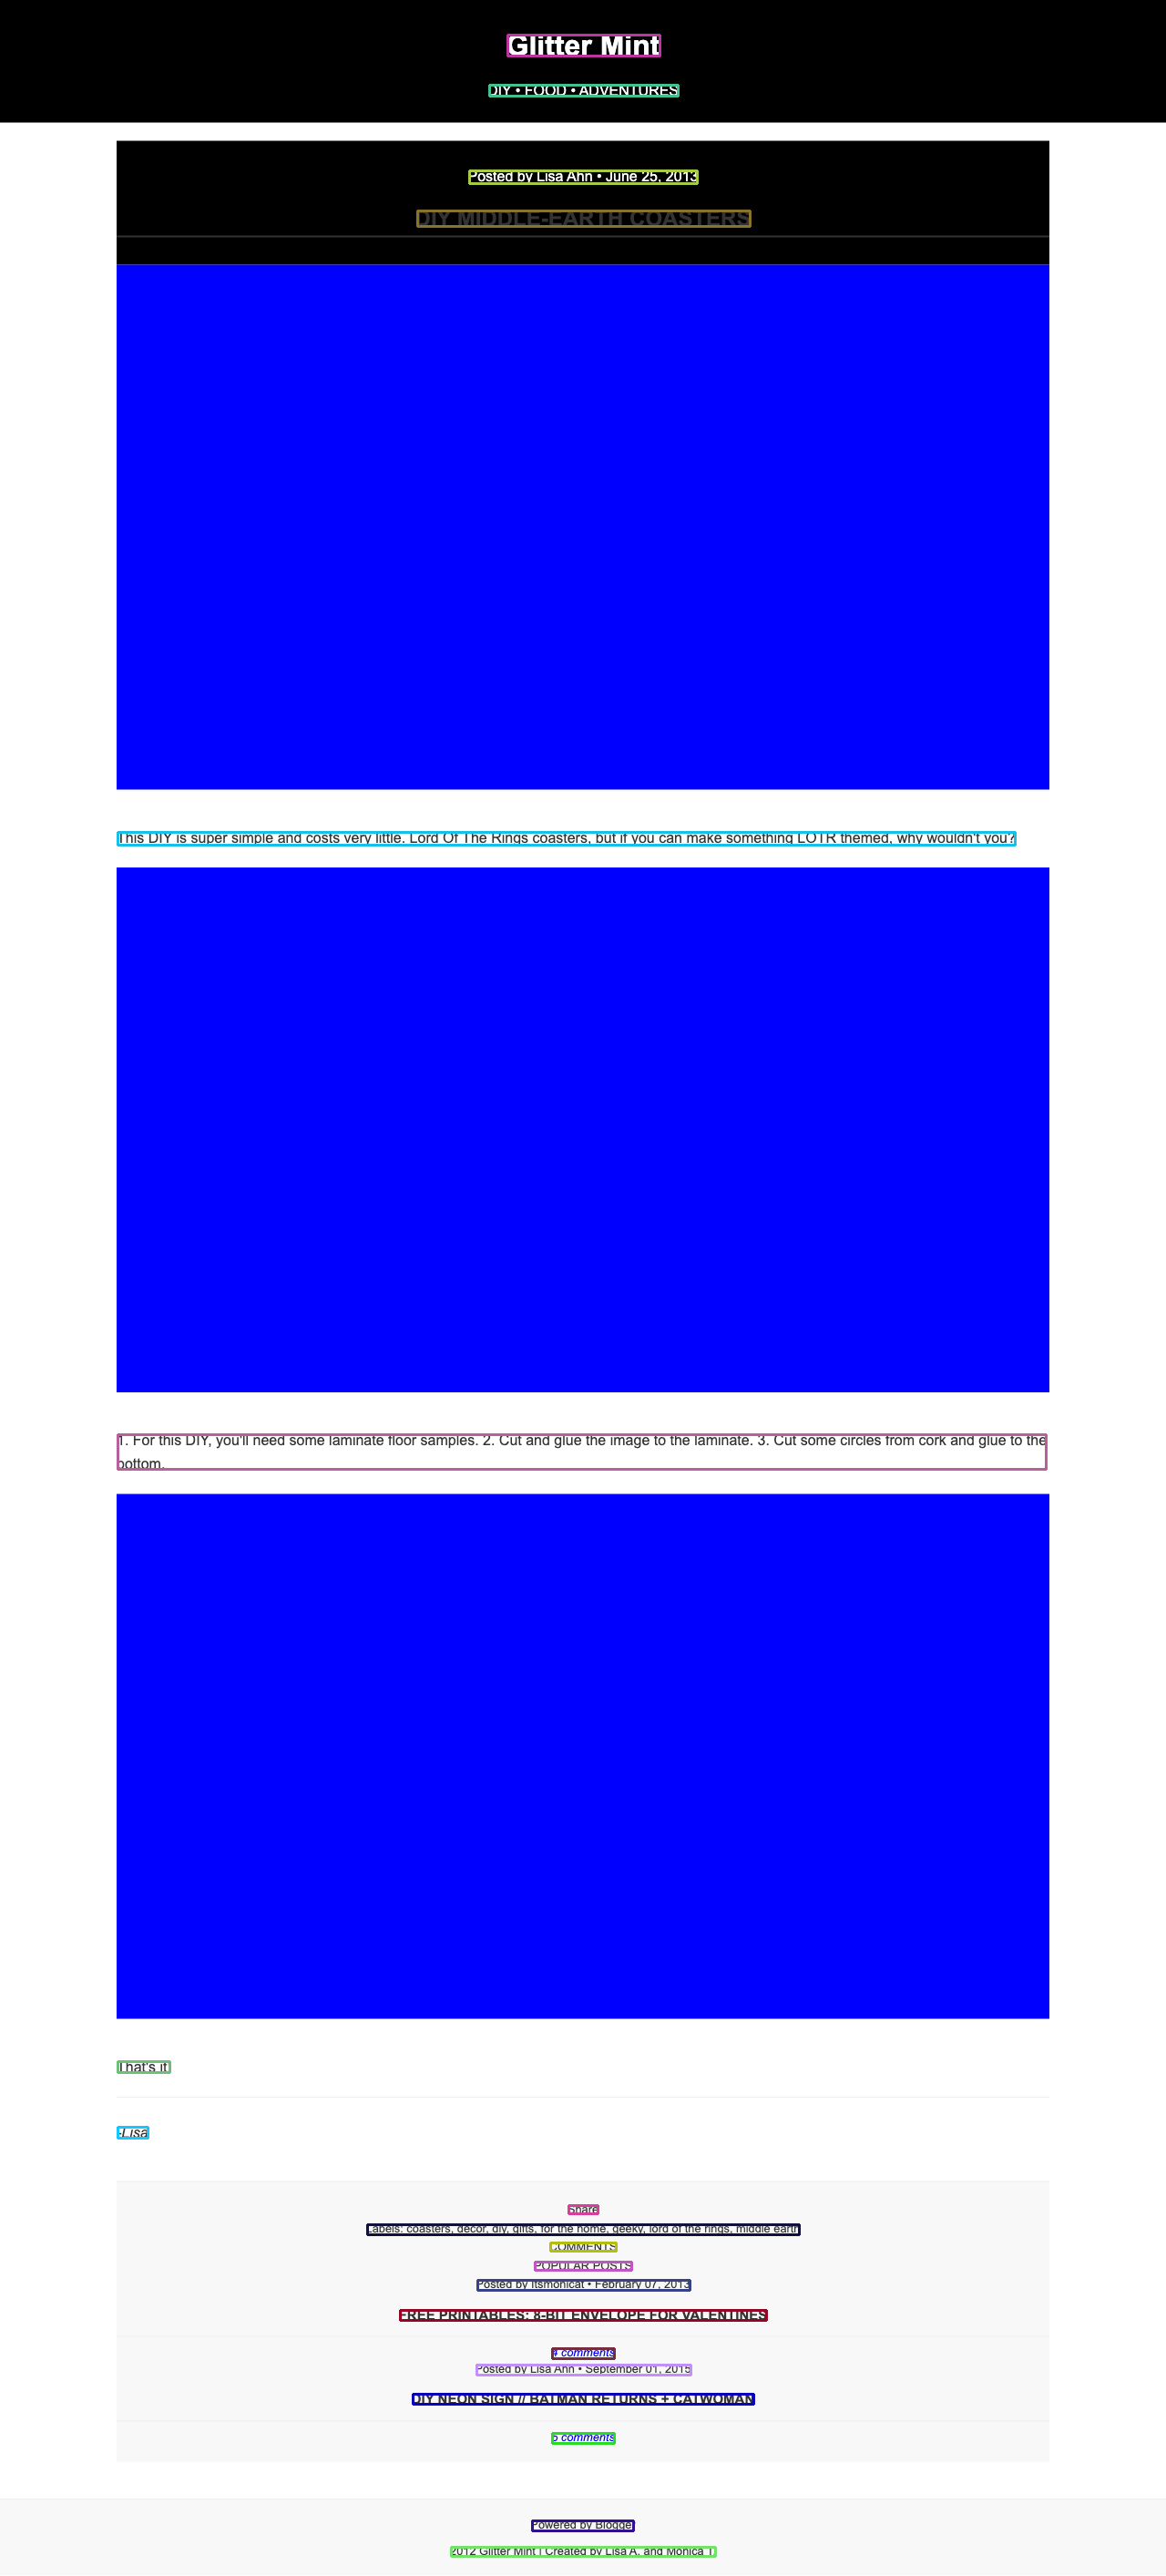 Glitter Mint
DIY • FOOD • ADVENTURES
Posted by Lisa Ahn • June 25, 2013
DIY MIDDLE-EARTH COASTERS
This DIY is super simple and costs very little. Lord Of The Rings coasters, but if you can make something LOTR themed, why wouldn't you?
1. For this DIY, you'll need some laminate floor samples. 2. Cut and glue the image to the laminate. 3. Cut some circles from cork and glue to the
bottom.
That's it
-Lisa
Share
Labels: coasters, decor, diy, gifts, for the home, geeky, lord of the rings, middle earth
COMMENTS
POPULAR POSTS
Posted by Itsmonicat • February 07, 2013
FREE PRINTABLES: 8-BIT ENVELOPE FOR VALENTINES
4 comments
Posted by Lisa Ahn • September 01, 2015
DIY NEON SIGN // BATMAN RETURNS + CATWOMAN
6 comments
Powered by Blogger
2012 Glitter Mint | Created by Lisa A. and Monica T.